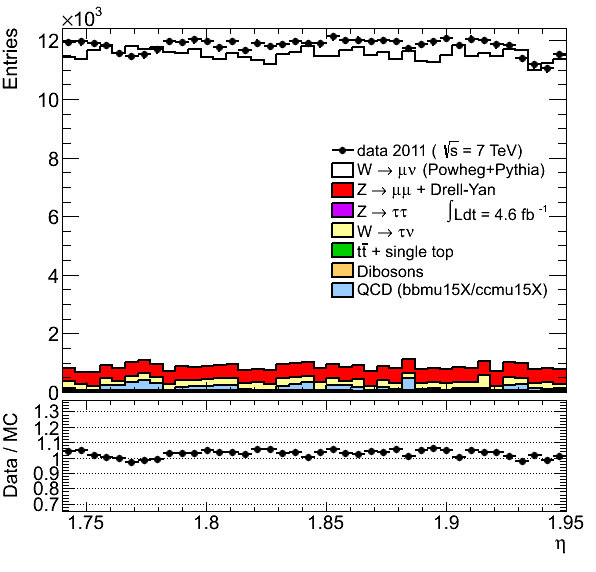 ×10³
Entries
12
10
8
6
4
2
0
data 2011 ( √s = 7 TeV)
W → μν (Powheg+Pythia)
Z → μμ + Drell-Yan
Z → ττ ∫Ldt = 4.6 fb⁻¹
W → τν
tt̄ + single top
Dibosons
QCD (bbmu15X/ccmu15X)
Data / MC
1.3
1.2
1.1
1
0.9
0.8
0.7
1.75 1.8 1.85 1.9 1.95
η